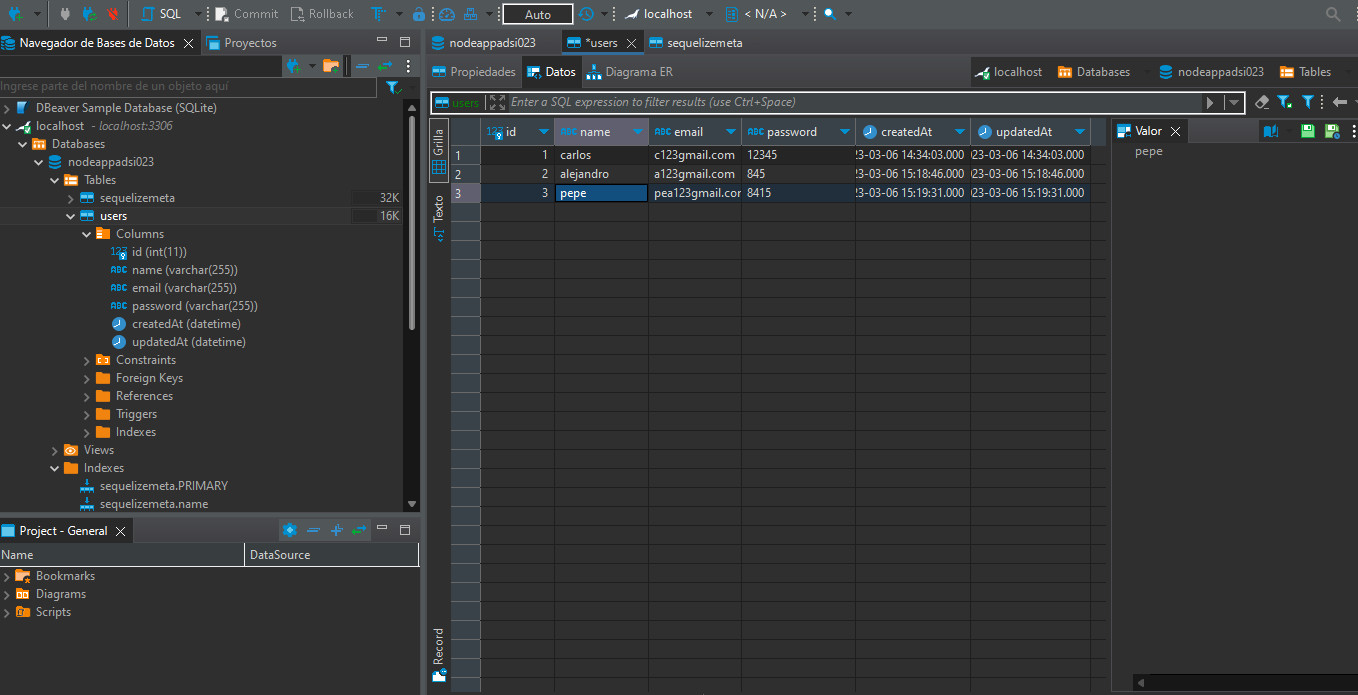 SQL Commit Rollback Auto localhost < N/A >
Navegador de Bases de Datos Proyectos
Ingrese parte del nombre de un objeto aquí
DBeaver Sample Database (SQLite)
localhost - localhost:3306
Databases
nodeappadsi023
Tables
sequelizemeta 32K
users 16K
Columns
id (int(11))
name (varchar(255))
email (varchar(255))
password (varchar(255))
createdAt (datetime)
updatedAt (datetime)
Constraints
Foreign Keys
References
Triggers
Indexes
Views
Indexes
sequelizemeta.PRIMARY
sequelizemeta.name
Project - General
Name DataSource
Bookmarks
Diagrams
Scripts
nodeappadsi023 *users sequelizemeta
Propiedades Datos Diagrama ER localhost Databases nodeappadsi023 Tables
users Enter a SQL expression to filter results (use Ctrl+Space)
Grilla
Texto
Record
123 id ABC name ABC email ABC password createdAt updatedAt
1 1 carlos c123gmail.com 12345 23-03-06 14:34:03.000 023-03-06 14:34:03.000
2 2 alejandro a123gmail.com 845 23-03-06 15:18:46.000 023-03-06 15:18:46.000
3 3 pepe pea123gmail.cor 8415 23-03-06 15:19:31.000 023-03-06 15:19:31.000
Valor
pepe